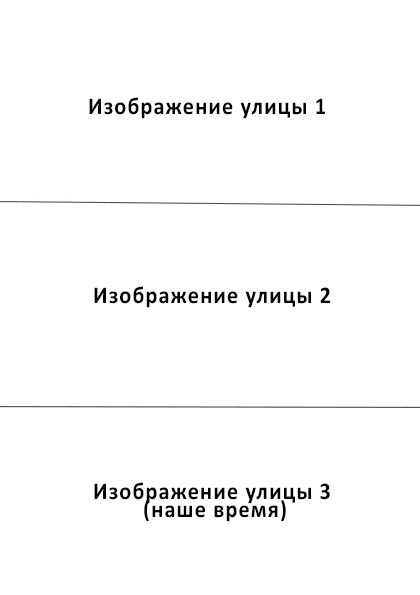 Изображение улицы 1
Изображение улицы 2
Изображение улицы 3
(наше время)